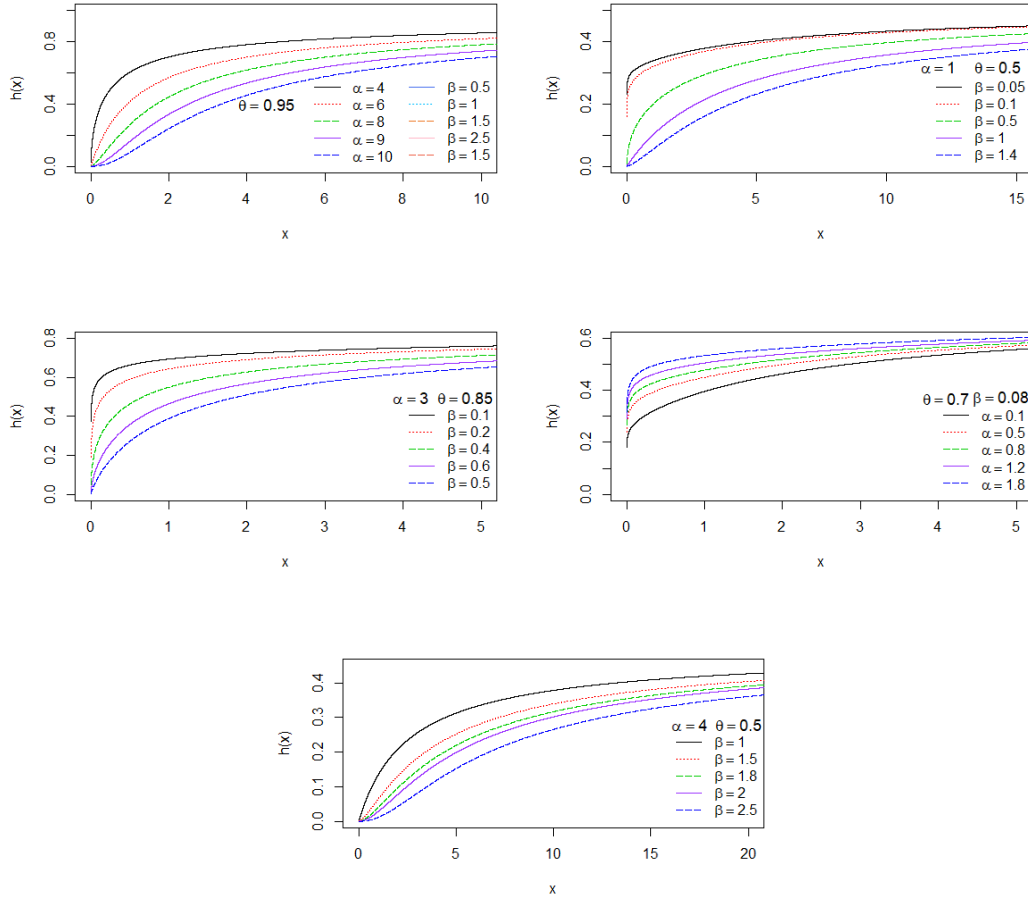 h(x)
0.0 0.4 0.8
θ = 0.95
α = 4 β = 0.5
α = 6 β = 1
α = 8 β = 1.5
α = 9 β = 2.5
α = 10 β = 1.5
0 2 4 6 8 10
x
h(x)
0.0 0.2 0.4
α = 1 θ = 0.5
β = 0.05
β = 0.1
β = 0.5
β = 1
β = 1.4
0 5 10 15
x
h(x)
0.0 0.2 0.4 0.6 0.8
α = 3 θ = 0.85
β = 0.1
β = 0.2
β = 0.4
β = 0.6
β = 0.5
0 1 2 3 4 5
x
h(x)
0.0 0.2 0.4 0.6
θ = 0.7 β = 0.08
α = 0.1
α = 0.5
α = 0.8
α = 1.2
α = 1.8
0 1 2 3 4 5
x
h(x)
0.0 0.1 0.2 0.3 0.4
α = 4 θ = 0.5
β = 1
β = 1.5
β = 1.8
β = 2
β = 2.5
0 5 10 15 20
x